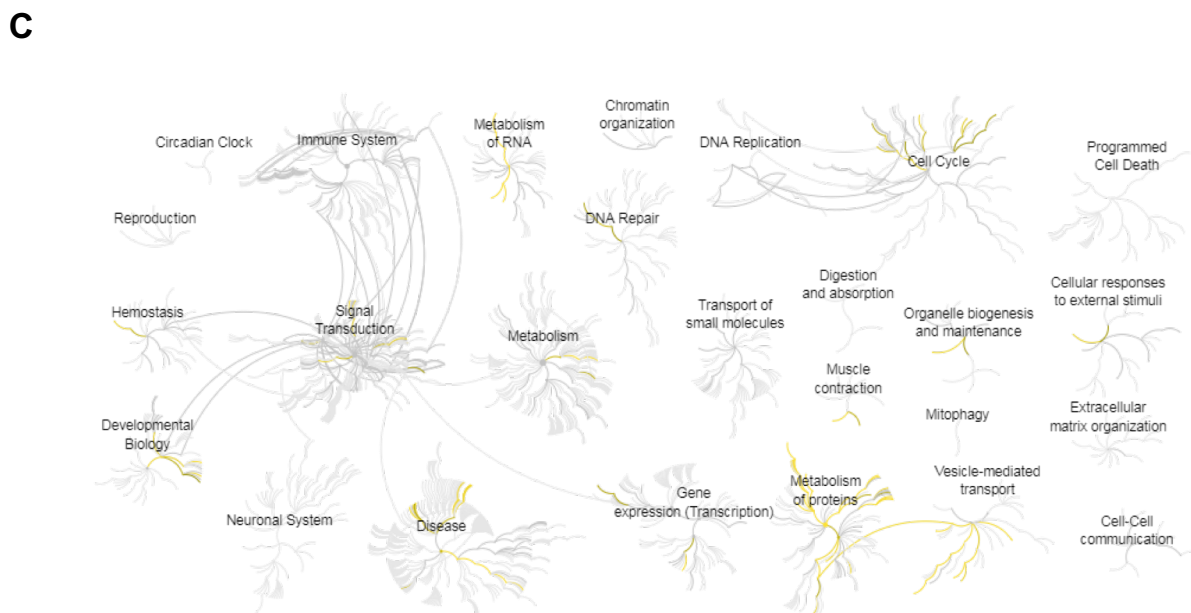 C
Circadian Clock
Immune System
Metabolism
of RNA
Chromatin
organization
DNA Replication
Cell Cycle
Programmed
Cell Death
Reproduction
DNA Repair
Hemostasis
Signal
Transduction
Metabolism
Transport of
small molecules
Digestion
and absorption
Organelle biogenesis
and maintenance
Cellular responses
to external stimuli
Muscle
contraction
Mitophagy
Extracellular
matrix organization
Developmental
Biology
Neuronal System
Disease
Gene
expression (Transcription)
Metabolism
of proteins
Vesicle-mediated
transport
Cell-Cell
communication